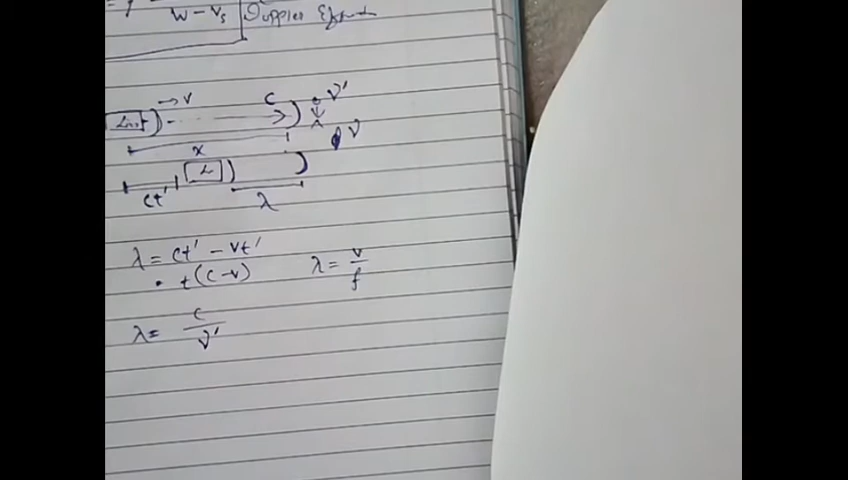 w - vs
Doppler Effect
→ v
c
ν'
x
ν
ct'
λ
λ = ct' - vt'
t(c-v)
λ = v/f
λ = c/ν'